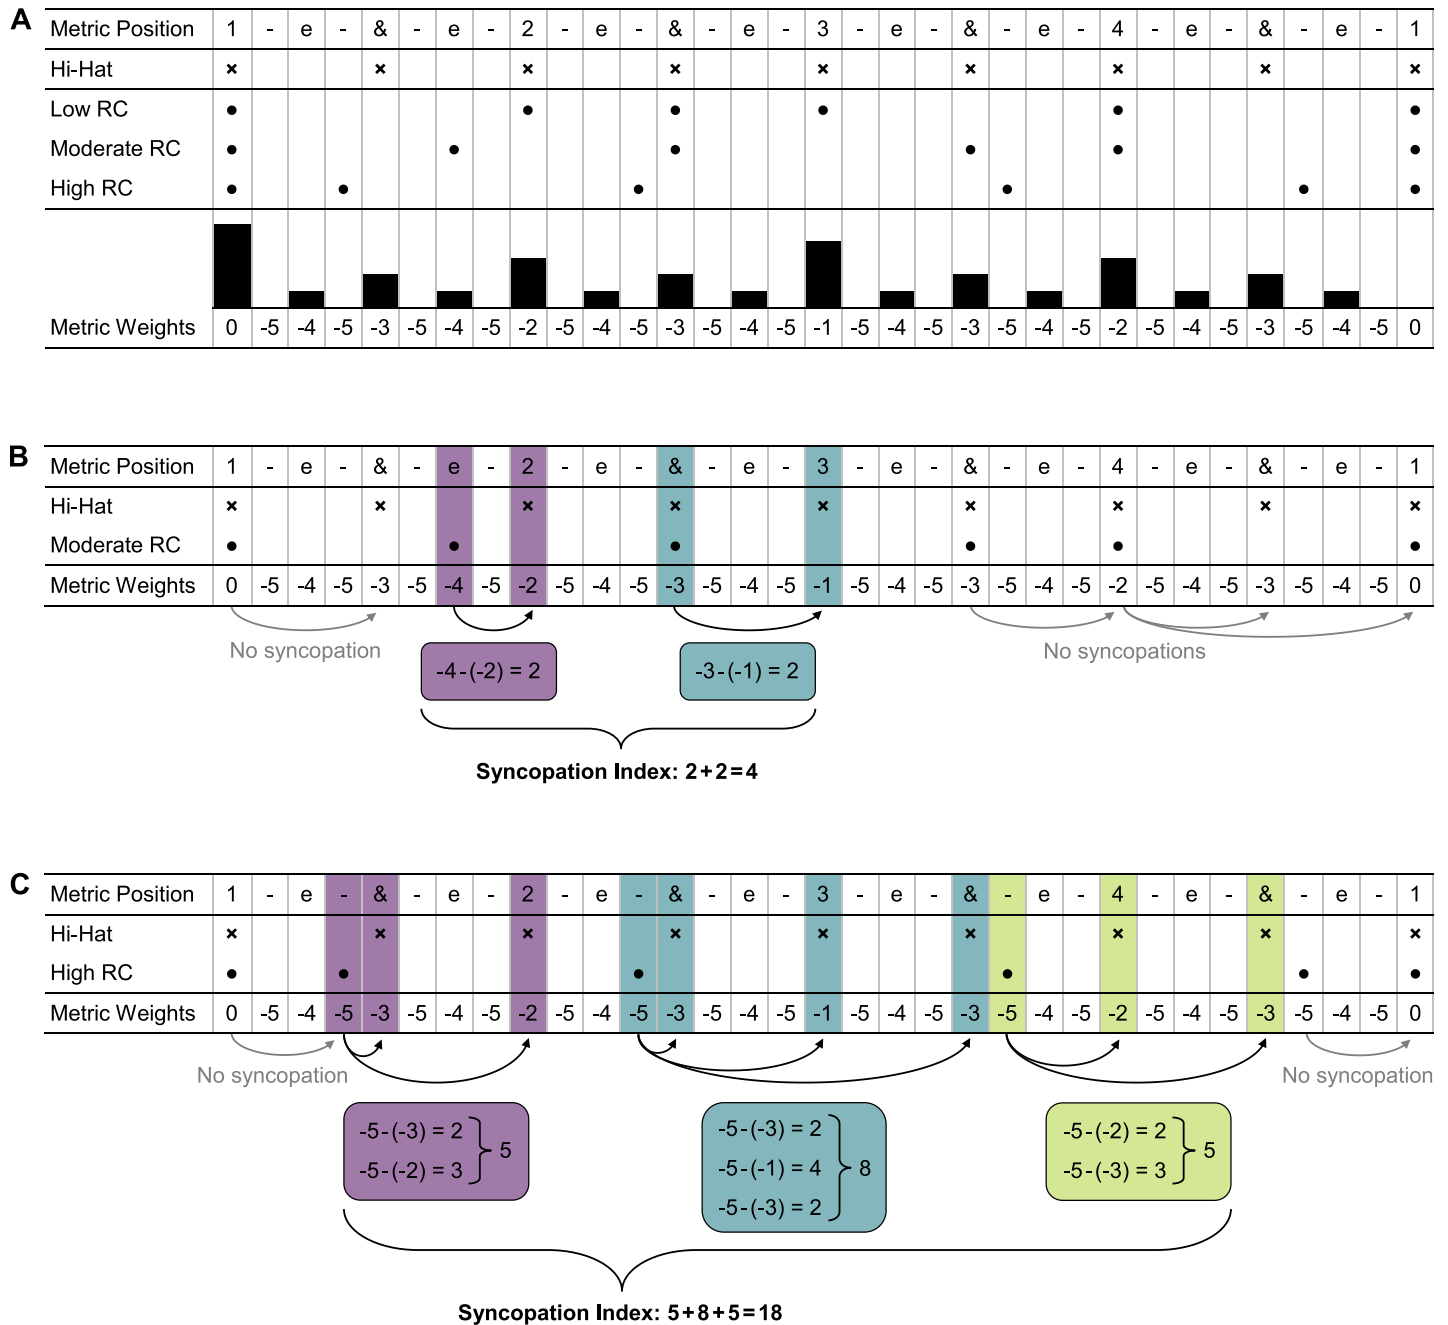 A
Metric Position 1 - e - & - e - 2 - e - & - e - 3 - e - & - e - 4 - e - & - e - 1
Hi-Hat × × × × × × × × ×
Low RC • • • • • •
Moderate RC • • • • • •
High RC • • • • • •
Metric Weights 0 -5 -4 -5 -3 -5 -4 -5 -2 -5 -4 -5 -3 -5 -4 -5 -1 -5 -4 -5 -3 -5 -4 -5 -2 -5 -4 -5 -3 -5 -4 -5 0
B
Metric Position 1 - e - & - e - 2 - e - & - e - 3 - e - & - e - 4 - e - & - e - 1
Hi-Hat × × × × × × × × ×
Moderate RC • • • • • •
Metric Weights 0 -5 -4 -5 -3 -5 -4 -5 -2 -5 -4 -5 -3 -5 -4 -5 -1 -5 -4 -5 -3 -5 -4 -5 -2 -5 -4 -5 -3 -5 -4 -5 0
No syncopation
No syncopations
-4-(-2) = 2
-3-(-1) = 2
Syncopation Index: 2+2=4
C
Metric Position 1 - e - & - e - 2 - e - & - e - 3 - e - & - e - 4 - e - & - e - 1
Hi-Hat × × × × × × × × ×
High RC • • • • • •
Metric Weights 0 -5 -4 -5 -3 -5 -4 -5 -2 -5 -4 -5 -3 -5 -4 -5 -1 -5 -4 -5 -3 -5 -4 -5 -2 -5 -4 -5 -3 -5 -4 -5 0
No syncopation
No syncopation
-5-(-3) = 2
-5-(-2) = 3
5
-5-(-3) = 2
-5-(-1) = 4
-5-(-3) = 2
8
-5-(-2) = 2
-5-(-3) = 3
5
Syncopation Index: 5+8+5=18